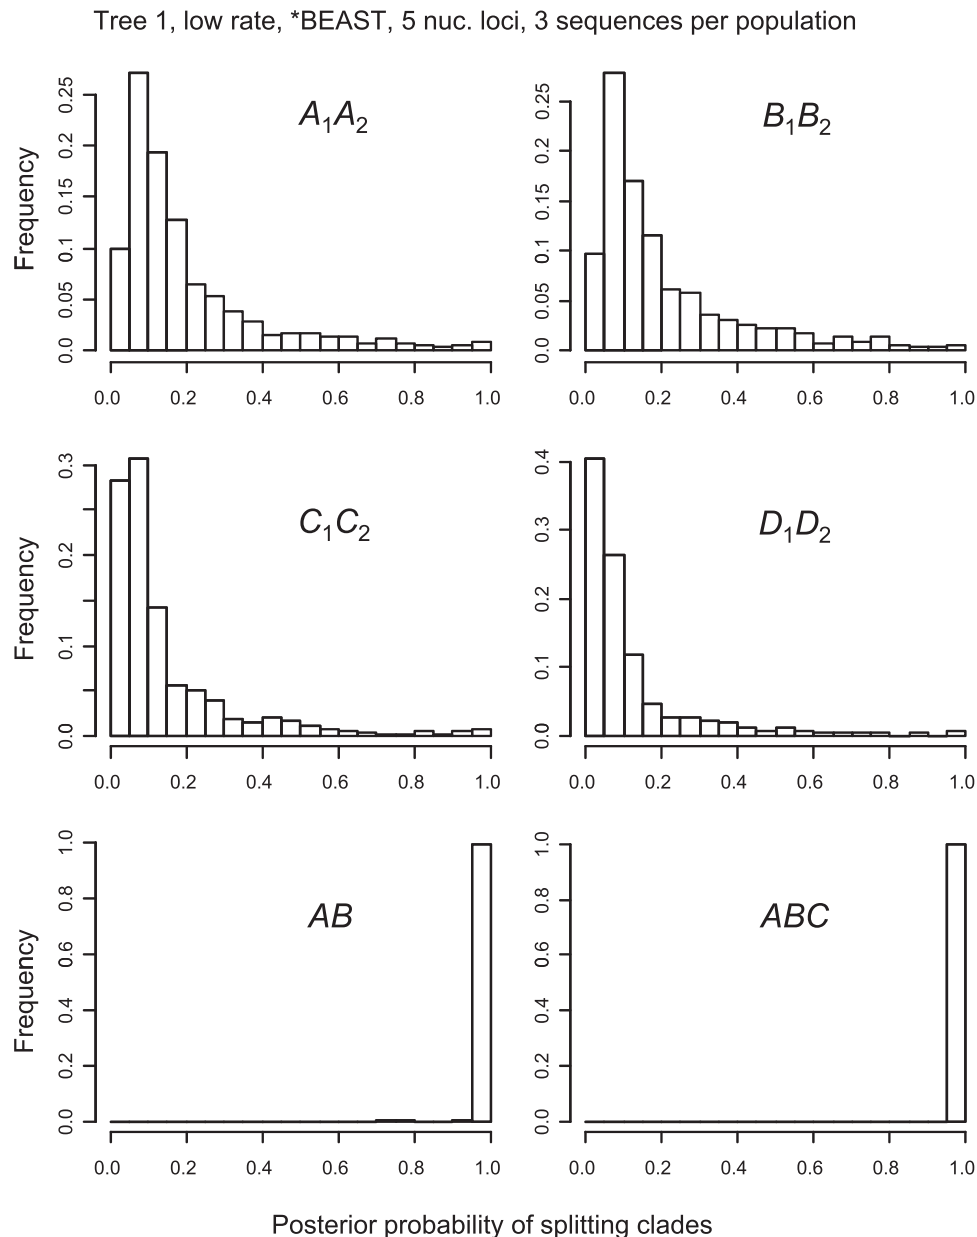 Tree 1, low rate, *BEAST, 5 nuc. loci, 3 sequences per population
A₁A₂
Frequency
0.0 0.05 0.1 0.15 0.2 0.25
0.0 0.2 0.4 0.6 0.8 1.0
B₁B₂
0.0 0.05 0.1 0.15 0.2 0.25
0.0 0.2 0.4 0.6 0.8 1.0
C₁C₂
Frequency
0.0 0.1 0.2 0.3
0.0 0.2 0.4 0.6 0.8 1.0
D₁D₂
0.0 0.1 0.2 0.3 0.4
0.0 0.2 0.4 0.6 0.8 1.0
AB
Frequency
0.0 0.2 0.4 0.6 0.8 1.0
0.0 0.2 0.4 0.6 0.8 1.0
ABC
0.0 0.2 0.4 0.6 0.8 1.0
0.0 0.2 0.4 0.6 0.8 1.0
Posterior probability of splitting clades